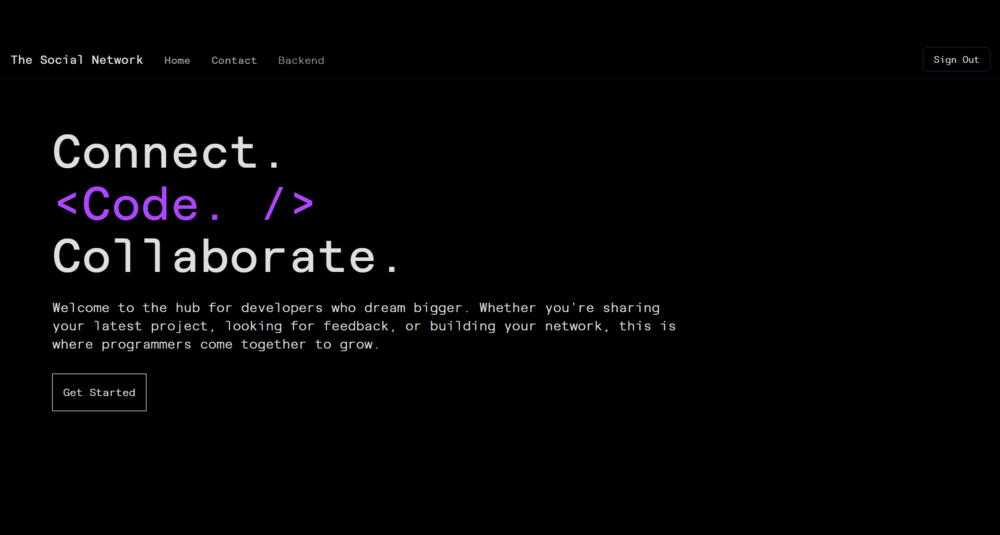 The Social Network Home Contact Backend Sign Out
Connect.
<Code. />
Collaborate.
Welcome to the hub for developers who dream bigger. Whether you're sharing
your latest project, looking for feedback, or building your network, this is
where programmers come together to grow.
Get Started